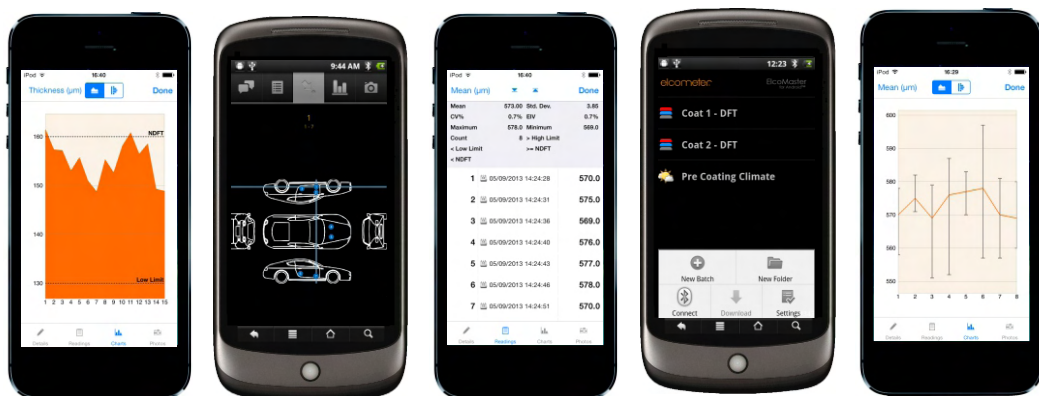 iPod 16:40
Thickness (µm) Done
160 NDFT
150
140
130 Low Limit
1 2 3 4 5 6 7 8 9 10 11 12 13 14 15
Details Readings Charts Photos
9:44 AM
1
iPod 16:40
Mean (µm) Done
Mean 573.00 Std. Dev. 3.85
CV% 0.7% EIV 0.7%
Maximum 578.0 Minimum 569.0
Count 8 > High Limit
< Low Limit >= NDFT
< NDFT
1 05/09/2013 14:24:28 570.0
2 05/09/2013 14:24:31 575.0
3 05/09/2013 14:24:36 569.0
4 05/09/2013 14:24:40 576.0
5 05/09/2013 14:24:43 577.0
6 05/09/2013 14:24:46 578.0
7 05/09/2013 14:24:51 570.0
Details Readings Charts Photos
12:23
elcometer ElcoMaster
Coat 1 - DFT
Coat 2 - DFT
Pre Coating Climate
New Batch New Folder
Connect Download Settings
iPod 16:29
Mean (µm) Done
600
590
580
570
560
550
1 2 3 4 5 6 7 8
Details Readings Charts Photos